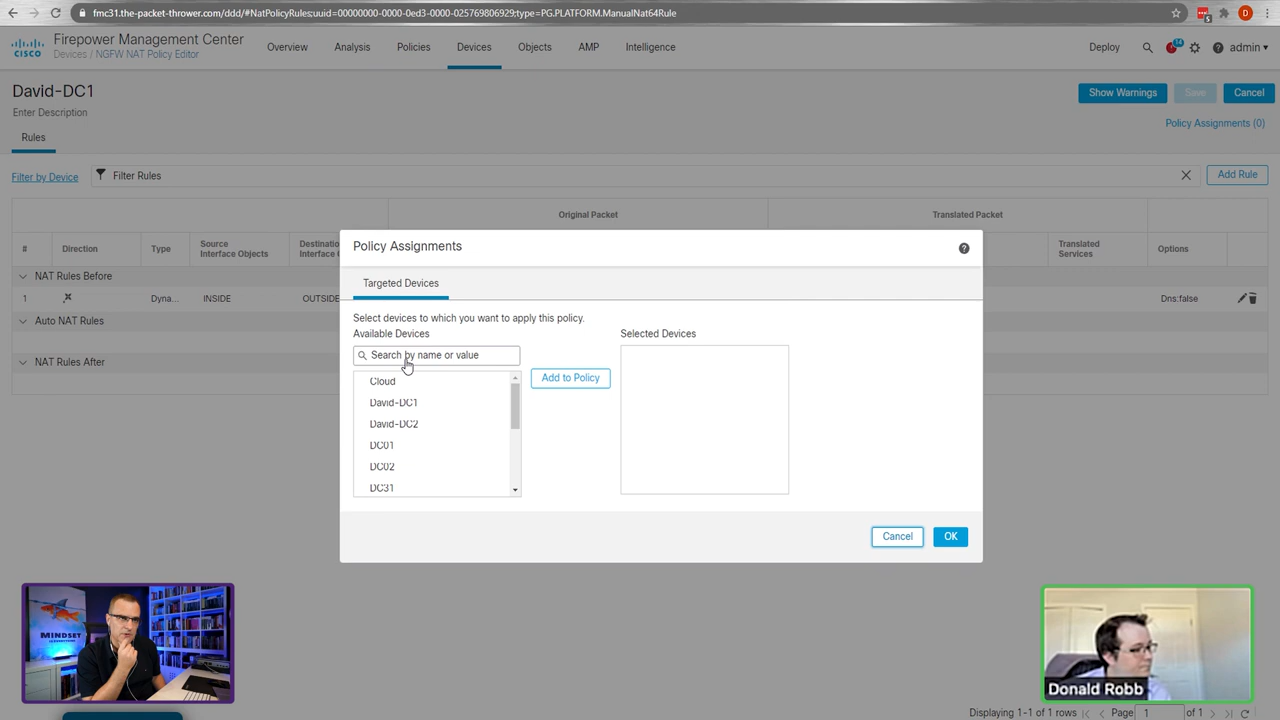 fmc31.the-packet-thrower.com/ddd/#NatPolicyRules;uuid=00000000-0000-0ed3-0000-025769806929;type=PG.PLATFORM.ManualNat64Rule
5
D
CISCO
Firepower Management Center
Devices / NGFW NAT Policy Editor
Overview
Analysis
Policies
Devices
Objects
AMP
Intelligence
Deploy
14
admin
David-DC1
Enter Description
Show Warnings
Save
Cancel
Policy Assignments (0)
Rules
Filter by Device
Filter Rules
Add Rule
Original Packet
Translated Packet
#
Direction
Type
Source
Interface Objects
Destination
Translated
Services
Options
NAT Rules Before
1
Dyna...
INSIDE
OUTSIDE
Dns:false
Auto NAT Rules
NAT Rules After
Policy Assignments
Targeted Devices
Select devices to which you want to apply this policy.
Available Devices
Selected Devices
Search by name or value
Cloud
David-DC1
David-DC2
DC01
DC02
DC31
Add to Policy
Cancel
OK
MINDSET
Donald Robb
Displaying 1-1 of 1 rows
Page
1
of 1